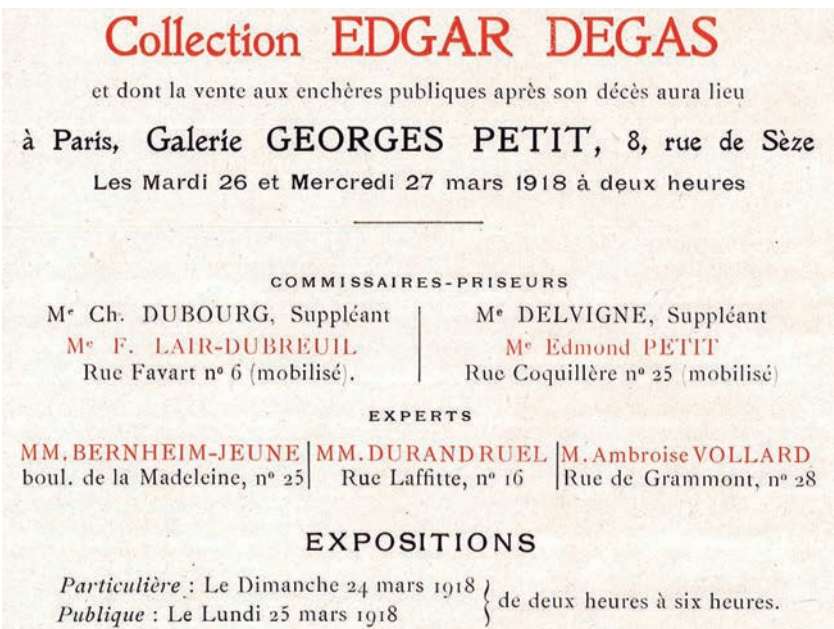 Collection EDGAR DEGAS
et dont la vente aux enchères publiques après son décès aura lieu
à Paris, Galerie GEORGES PETIT, 8, rue de Sèze
Les Mardi 26 et Mercredi 27 mars 1918 à deux heures
COMMISSAIRES-PRISEURS
Me Ch. DUBOURG, Suppléant
Me F. LAIR-DUBREUIL
Rue Favart no 6 (mobilisé).
Me DELVIGNE, Suppléant
Me Edmond PETIT
Rue Coquillère no 25 (mobilisé)
EXPERTS
MM. BERNHEIM-JEUNE
boul. de la Madeleine, no 25
MM. DURAND RUEL
Rue Laffitte, no 16
M. Ambroise VOLLARD
Rue de Grammont, no 28
EXPOSITIONS
Particulière : Le Dimanche 24 mars 1918
Publique : Le Lundi 25 mars 1918
de deux heures à six heures.